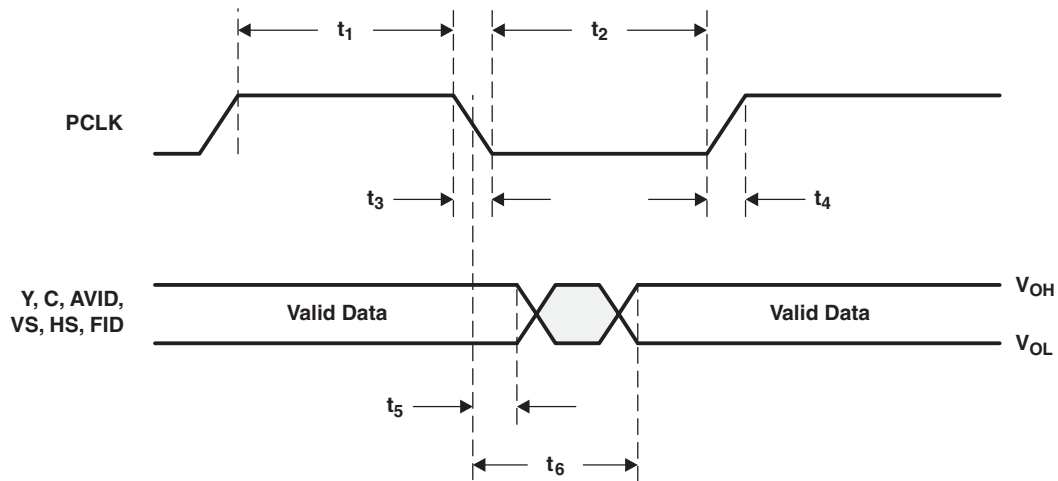 t1
t2
PCLK
t3
t4
Y, C, AVID,
VS, HS, FID
Valid Data
Valid Data
VOH
VOL
t5
t6